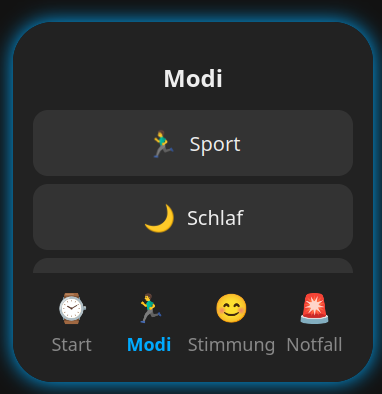 Modi
Sport
Schlaf
Start Modi Stimmung Notfall